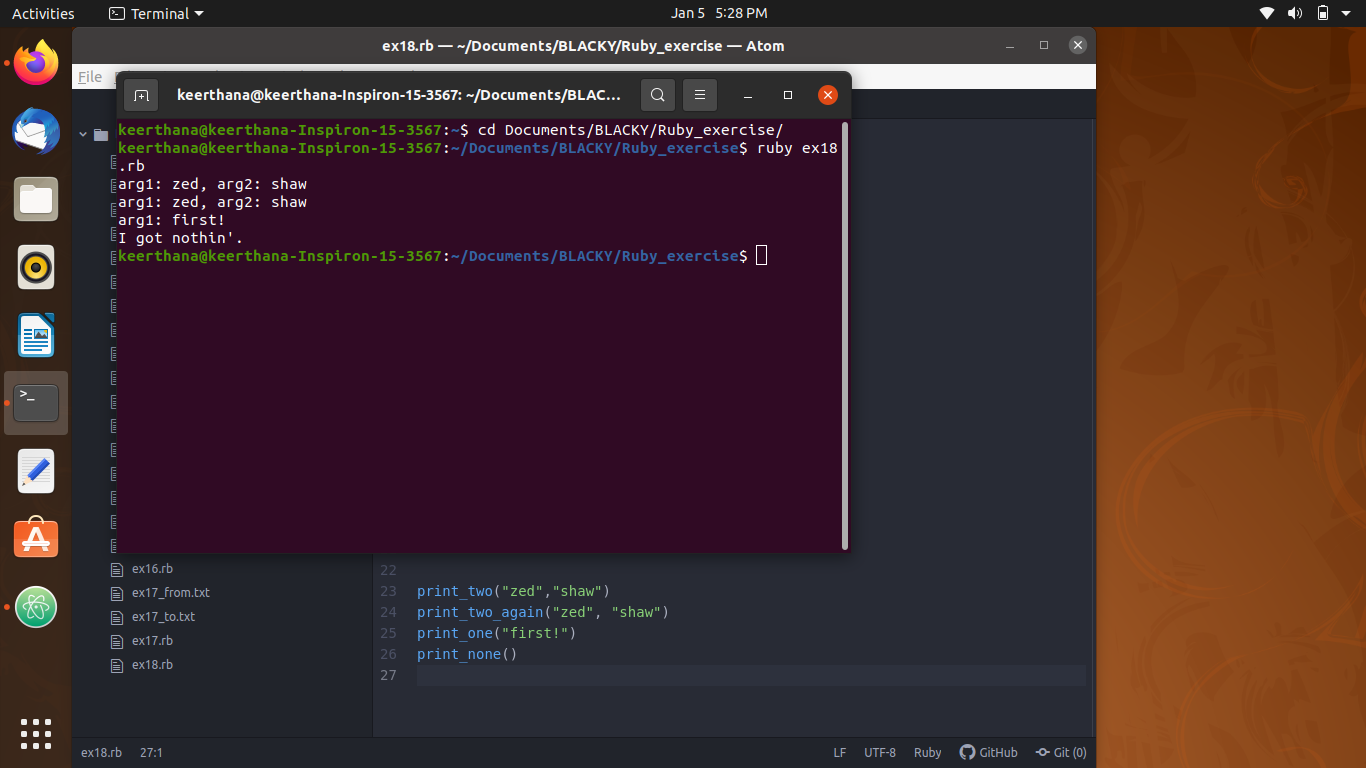 Activities
Terminal
Jan 5 5:28 PM
ex18.rb — ~/Documents/BLACKY/Ruby_exercise — Atom
File
keerthana@keerthana-Inspiron-15-3567: ~/Documents/BLAC...
keerthana@keerthana-Inspiron-15-3567:~$ cd Documents/BLACKY/Ruby_exercise/
keerthana@keerthana-Inspiron-15-3567:~/Documents/BLACKY/Ruby_exercise$ ruby ex18
.rb
arg1: zed, arg2: shaw
arg1: zed, arg2: shaw
arg1: first!
I got nothin'.
keerthana@keerthana-Inspiron-15-3567:~/Documents/BLACKY/Ruby_exercise$
ex16.rb
ex17_from.txt
ex17_to.txt
ex17.rb
ex18.rb
22
23 print_two("zed","shaw")
24 print_two_again("zed", "shaw")
25 print_one("first!")
26 print_none()
27
ex18.rb 27:1
LF UTF-8 Ruby GitHub Git (0)